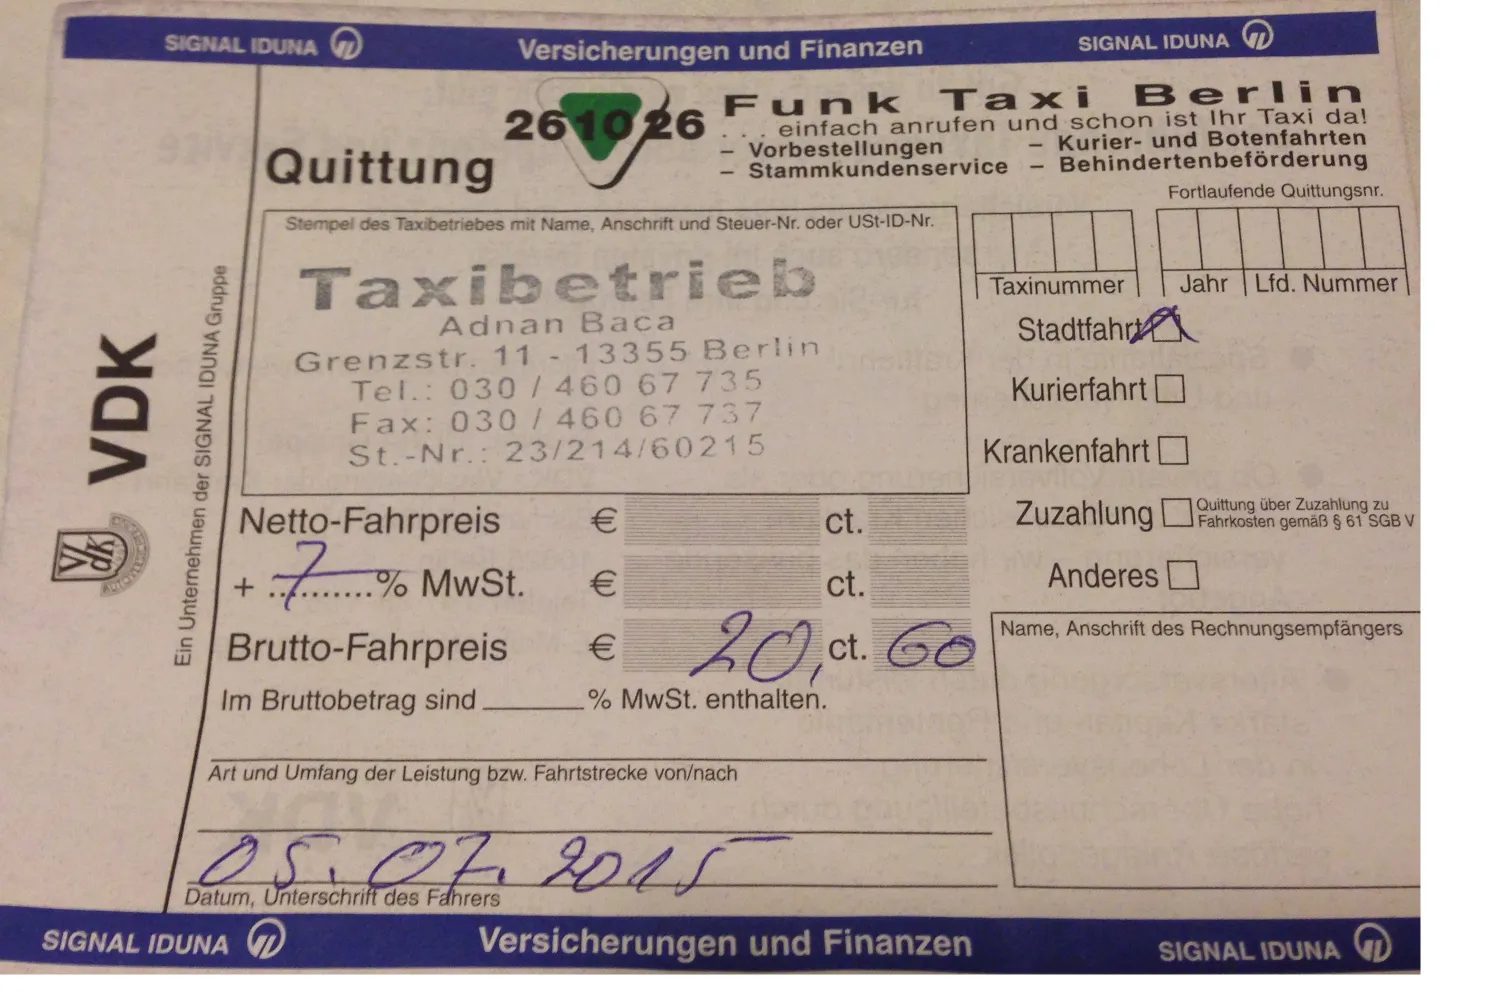 SIGNAL IDUNA Versicherungen und Finanzen SIGNAL IDUNA
Quittung
26 10 26
Funk Taxi Berlin
. . . einfach anrufen und schon ist Ihr Taxi da!
– Vorbestellungen – Kurier- und Botenfahrten
– Stammkundenservice – Behindertenbeförderung
Fortlaufende Quittungsnr.
Stempel des Taxibetriebes mit Name, Anschrift und Steuer-Nr. oder USt-ID-Nr.
Taxibetrieb
Adnan Baca
Grenzstr. 11 - 13355 Berlin
Tel.: 030 / 460 67 735
Fax: 030 / 460 67 737
St.-Nr.: 23/214/60215
Taxinummer Jahr Lfd. Nummer
Stadtfahrt
Kurierfahrt
Krankenfahrt
Zuzahlung Quittung über Zuzahlung zu
Fahrkosten gemäß § 61 SGB V
Anderes
Netto-Fahrpreis € ct.
+ ..7.......% MwSt. € ct.
Brutto-Fahrpreis € 20, ct. 60
Im Bruttobetrag sind ______ % MwSt. enthalten.
Name, Anschrift des Rechnungsempfängers
Art und Umfang der Leistung bzw. Fahrtstrecke von/nach
05.07.2015
Datum, Unterschrift des Fahrers
VDK
Ein Unternehmen der SIGNAL IDUNA Gruppe
VdK
SIGNAL IDUNA Versicherungen und Finanzen SIGNAL IDUNA